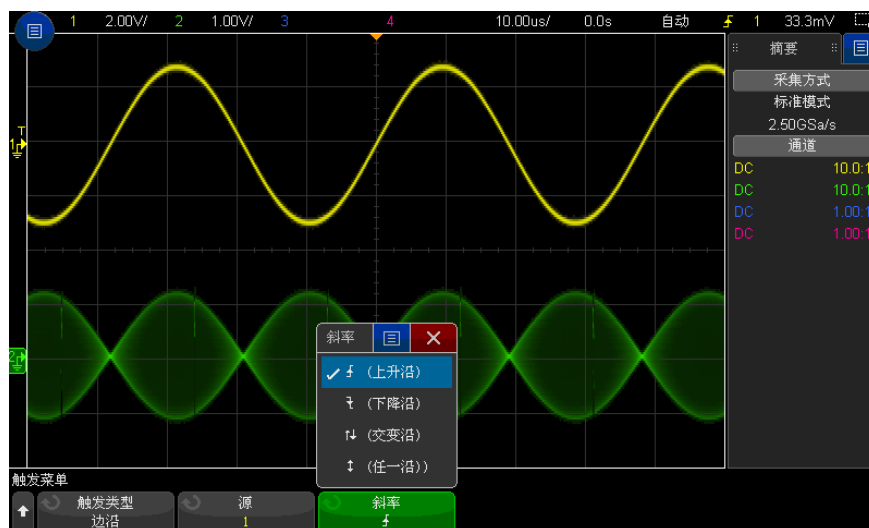 1 2.00V/ 2 1.00V/ 3 4 10.00us/ 0.0s 自动 1 33.3mV
摘要
采集方式
标准模式
2.50GSa/s
通道
DC 10.0:1
DC 10.0:1
DC 1.00:1
DC 1.00:1
T
1
2
斜率
(上升沿)
(下降沿)
(交变沿)
(任一沿))
触发菜单
触发类型 源 斜率
边沿 1